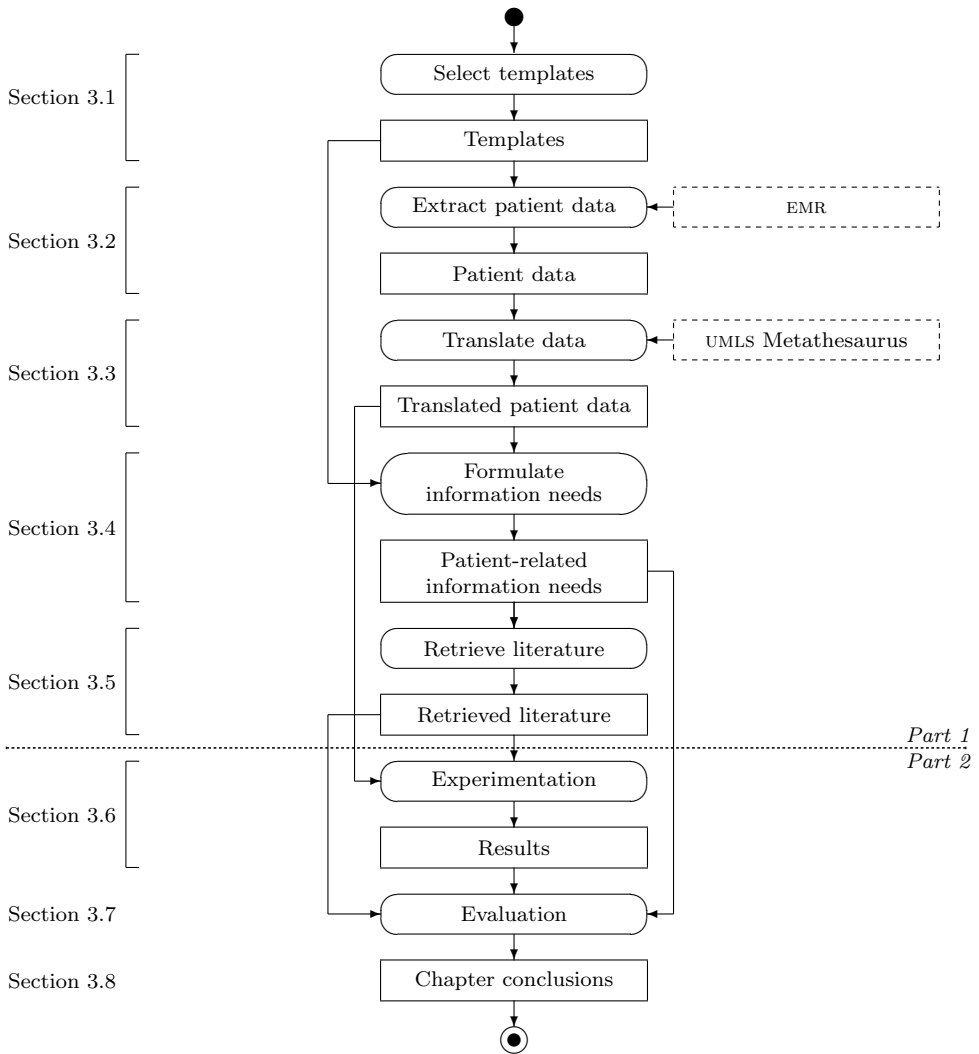 Select templates
Section 3.1
Templates
Extract patient data
EMR
Section 3.2
Patient data
Translate data
UMLS Metathesaurus
Section 3.3
Translated patient data
Formulate
information needs
Section 3.4
Patient-related
information needs
Retrieve literature
Section 3.5
Retrieved literature
Part 1
Part 2
Experimentation
Section 3.6
Results
Section 3.7
Evaluation
Section 3.8
Chapter conclusions